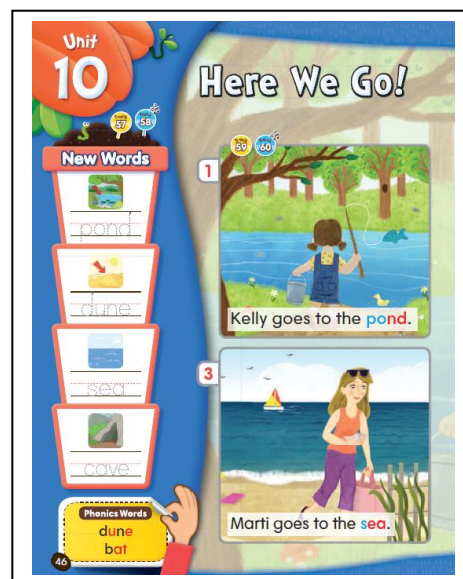 Unit
10
Here We Go!
57
58
New Words
pond
dune
sea
cave
Phonics Words
dune
bat
46
59
60
1
Kelly goes to the pond.
3
Marti goes to the sea.